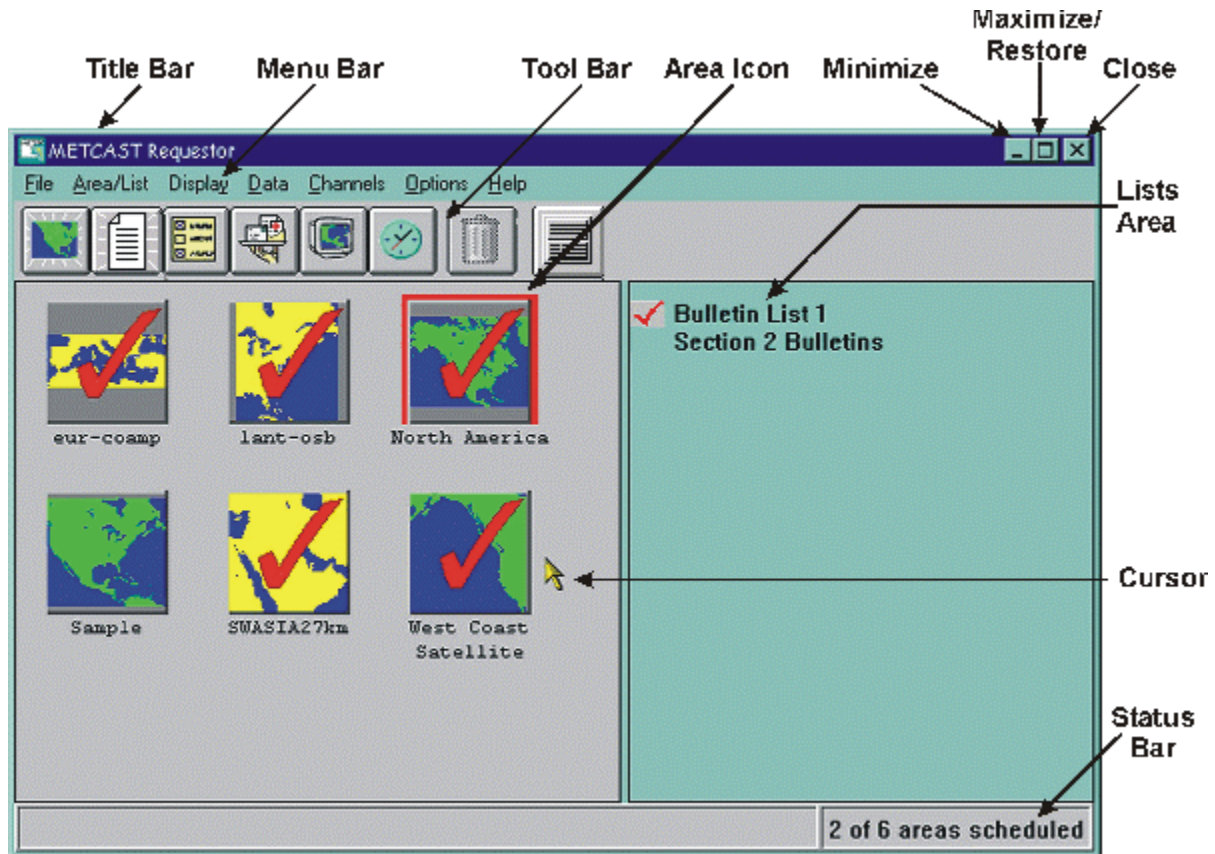 Maximize/
Restore
Title Bar Menu Bar Tool Bar Area Icon Minimize Close
METCAST Requestor
File Area/List Display Data Channels Options Help
Lists
Area
Bulletin List 1
Section 2 Bulletins
eur-coamp lant-osb North America
Cursor
Sample SWASIA27km West Coast
Satellite
Status
Bar
2 of 6 areas scheduled